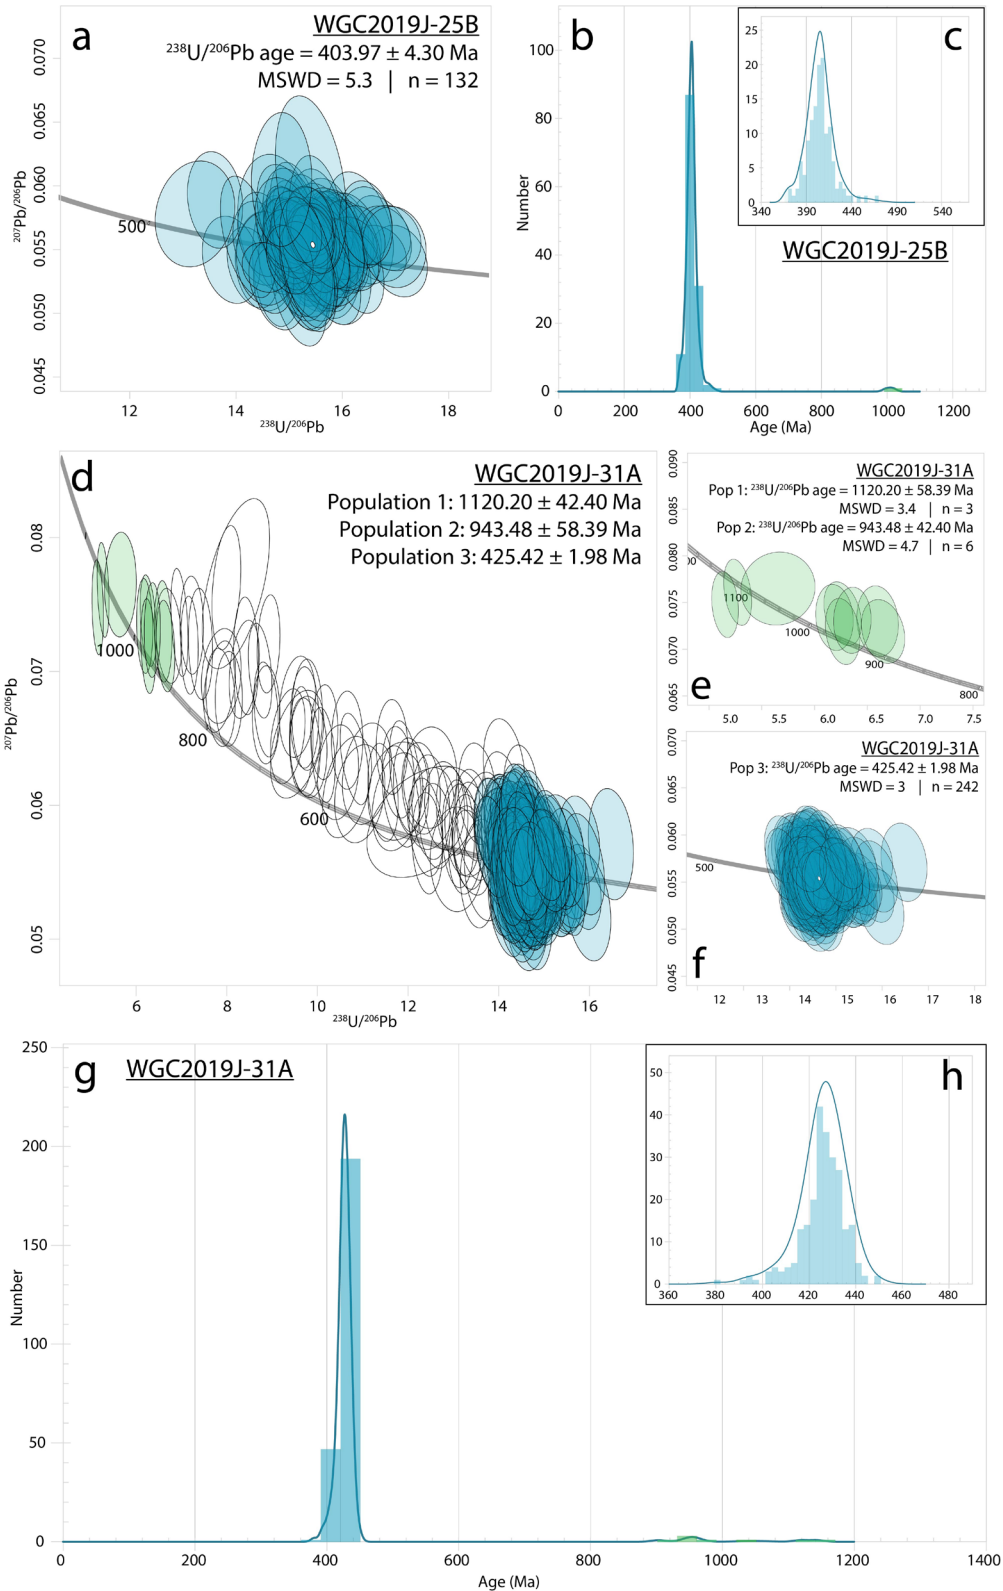 a
WGC2019J-25B
238U/206Pb age = 403.97 ± 4.30 Ma
MSWD = 5.3 | n = 132
0.070
0.065
0.060
0.055
0.050
0.045
207Pb/206Pb
500
12 14 16 18
238U/206Pb
b
100
80
60
40
20
0
Number
0 200 400 600 800 1000 1200
Age (Ma)
WGC2019J-25B
c
25
20
15
10
5
0
340 390 440 490 540
d
WGC2019J-31A
Population 1: 1120.20 ± 42.40 Ma
Population 2: 943.48 ± 58.39 Ma
Population 3: 425.42 ± 1.98 Ma
0.08
0.07
0.06
0.05
207Pb/206Pb
1000
800
600
6 8 10 12 14 16
238U/206Pb
WGC2019J-31A
Pop 1: 238U/206Pb age = 1120.20 ± 58.39 Ma
MSWD = 3.4 | n = 3
Pop 2: 238U/206Pb age = 943.48 ± 42.40 Ma
MSWD = 4.7 | n = 6
0.090
0.085
0.080
0.075
0.070
0.065
00
1100
1000
900
800
e
5.0 5.5 6.0 6.5 7.0 7.5
WGC2019J-31A
Pop 3: 238U/206Pb age = 425.42 ± 1.98 Ma
MSWD = 3 | n = 242
0.070
0.065
0.060
0.055
0.050
0.045
500
f
12 13 14 15 16 17 18
g
WGC2019J-31A
250
200
150
100
50
0
Number
0 200 400 600 800 1000 1200 1400
Age (Ma)
h
50
40
30
20
10
0
360 380 400 420 440 460 480